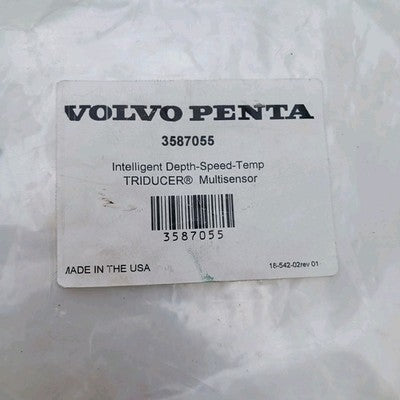 VOLVO PENTA
3587055
Intelligent Depth-Speed-Temp
TRIDUCER® Multisensor
3587055
MADE IN THE USA
18-542-02rev 01